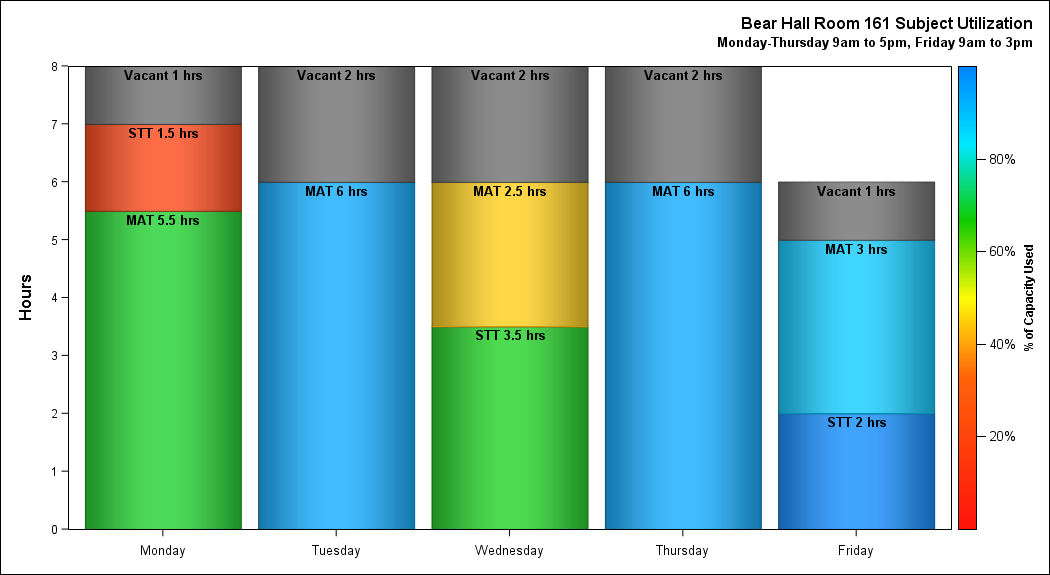 Bear Hall Room 161 Subject Utilization
Monday-Thursday 9am to 5pm, Friday 9am to 3pm
Hours
8
7
6
5
4
3
2
1
0
Vacant 1 hrs
STT 1.5 hrs
MAT 5.5 hrs
Vacant 2 hrs
MAT 6 hrs
Vacant 2 hrs
MAT 2.5 hrs
STT 3.5 hrs
Vacant 2 hrs
MAT 6 hrs
Vacant 1 hrs
MAT 3 hrs
STT 2 hrs
Monday
Tuesday
Wednesday
Thursday
Friday
80%
60%
40%
20%
% of Capacity Used